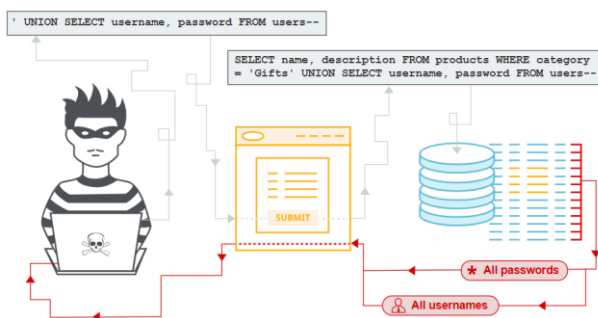 ' UNION SELECT username, password FROM users--
SELECT name, description FROM products WHERE category
= 'Gifts' UNION SELECT username, password FROM users--
SUBMIT
* All passwords
All usernames